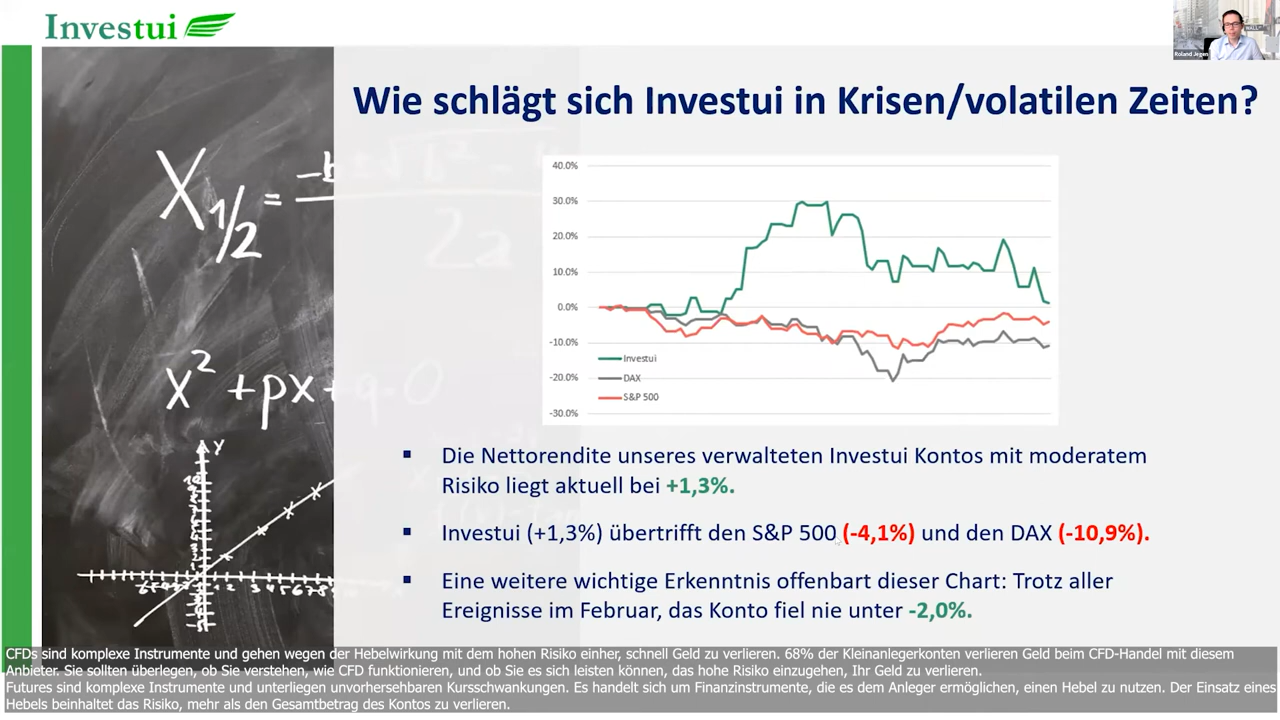 Investui
Roland Jegen
Wie schlägt sich Investui in Krisen/volatilen Zeiten?
X1/2 =
2a
x² + px + q = 0
Y
40.0%
30.0%
20.0%
10.0%
0.0%
-10.0%
-20.0%
-30.0%
Investui
DAX
S&P 500
▪ Die Nettorendite unseres verwalteten Investui Kontos mit moderatem
Risiko liegt aktuell bei +1,3%.
▪ Investui (+1,3%) übertrifft den S&P 500 (-4,1%) und den DAX (-10,9%).
▪ Eine weitere wichtige Erkenntnis offenbart dieser Chart: Trotz aller
Ereignisse im Februar, das Konto fiel nie unter -2,0%.
CFDs sind komplexe Instrumente und gehen wegen der Hebelwirkung mit dem hohen Risiko einher, schnell Geld zu verlieren. 68% der Kleinanlegerkonten verlieren Geld beim CFD-Handel mit diesem
Anbieter. Sie sollten überlegen, ob Sie verstehen, wie CFD funktionieren, und ob Sie es sich leisten können, das hohe Risiko einzugehen, Ihr Geld zu verlieren.
Futures sind komplexe Instrumente und unterliegen unvorhersehbaren Kursschwankungen. Es handelt sich um Finanzinstrumente, die es dem Anleger ermöglichen, einen Hebel zu nutzen. Der Einsatz eines
Hebels beinhaltet das Risiko, mehr als den Gesamtbetrag des Kontos zu verlieren.